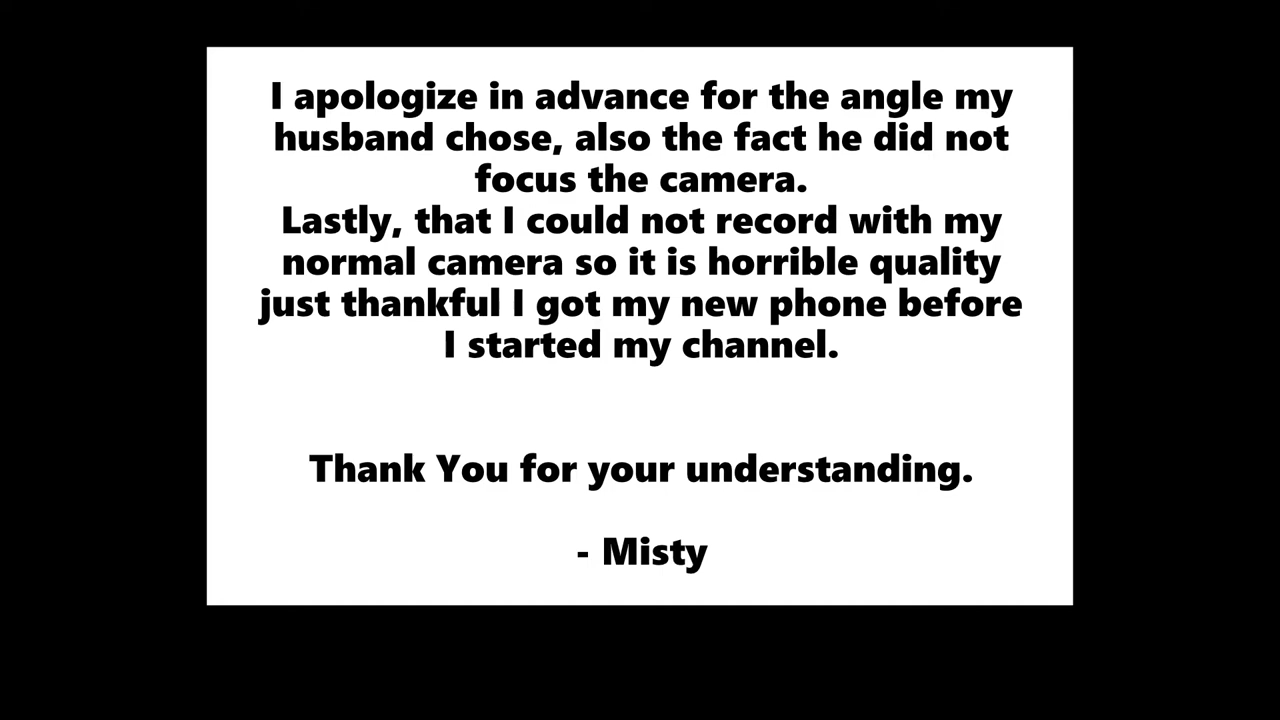 I apologize in advance for the angle my
husband chose, also the fact he did not
focus the camera.
Lastly, that I could not record with my
normal camera so it is horrible quality
just thankful I got my new phone before
I started my channel.
Thank You for your understanding.
- Misty